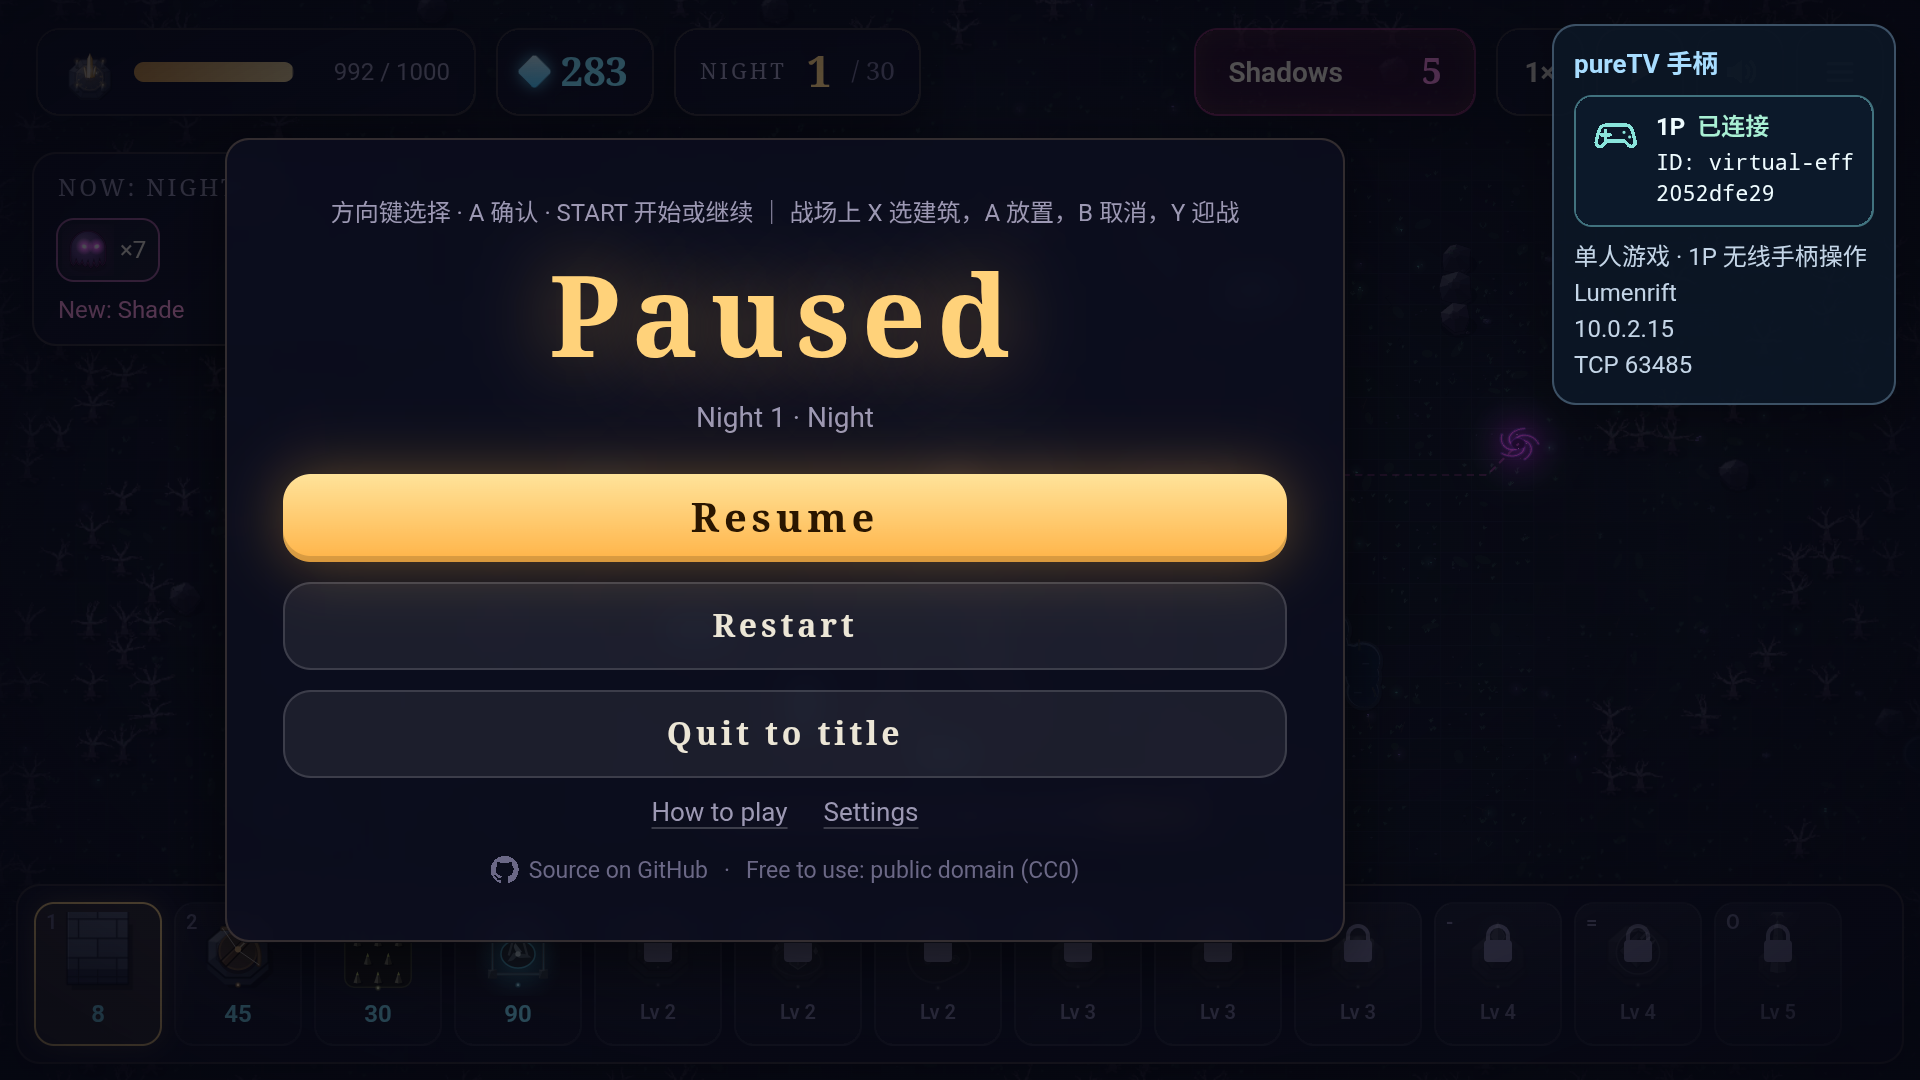 992 / 1000
283
NIGHT 1 / 30
Shadows 5
1×
pureTV 手柄
1P 已连接
ID: virtual-eff
2052dfe29
单人游戏 · 1P 无线手柄操作
Lumenrift
10.0.2.15
TCP 63485
NOW: NIGHT
×7
New: Shade
方向键选择 · A 确认 · START 开始或继续 ｜ 战场上 X 选建筑，A 放置，B 取消，Y 迎战
Paused
Night 1 · Night
Resume
Restart
Quit to title
How to play Settings
Source on GitHub · Free to use: public domain (CC0)
1 2 - = O
8 45 30 90 Lv 2 Lv 2 Lv 2 Lv 3 Lv 3 Lv 3 Lv 4 Lv 4 Lv 5